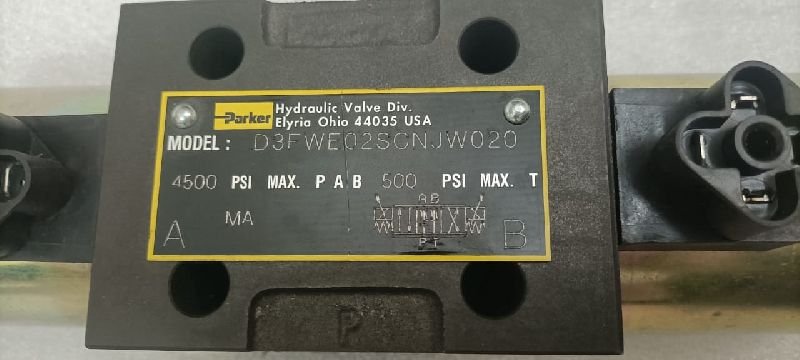 Parker Hydraulic Valve Div.
Elyria Ohio 44035 USA
MODEL: D3FWE02SCNJW020
4500 PSI MAX. P A B 500 PSI MAX. T
MA
A B
P T
A B
P